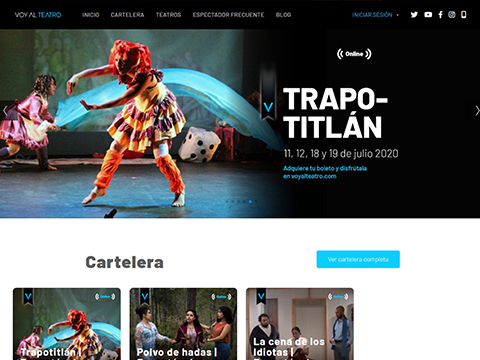 VOY AL TEATRO
INICIO
CARTELERA
TEATROS
ESPECTADOR FRECUENTE
BLOG
INICIAR SESIÓN
Online
TRAPO-
TITLÁN
11, 12, 18 y 19 de julio 2020
Adquiere tu boleto y disfrútala
en voyalteatro.com
Cartelera
Ver cartelera completa
Online
Trapotitlán |
Online
Polvo de hadas |
Online
La cena de los
Idiotas |